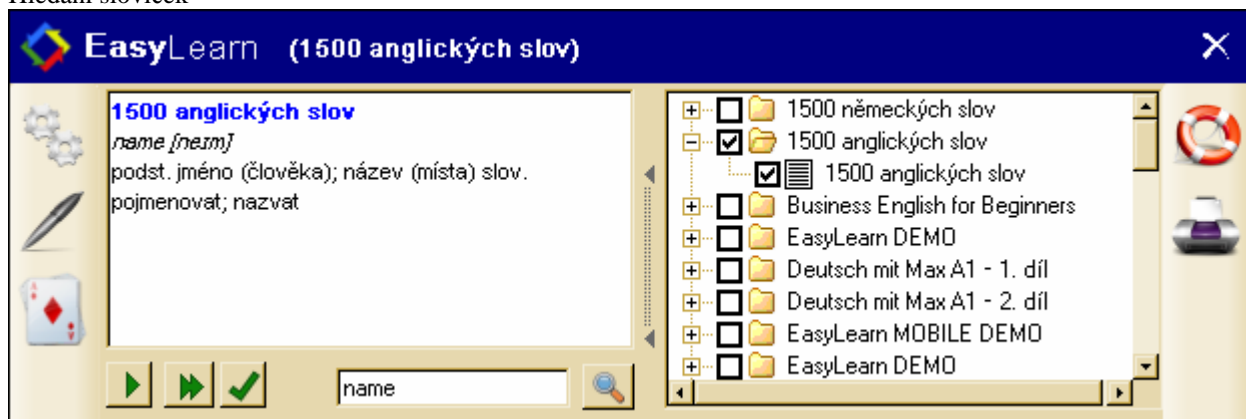 Hledání slovíček
EasyLearn (1500 anglických slov)
1500 anglických slov
name [neɪm]
podst. jméno (člověka); název (místa) slov.
pojmenovat; nazvat
name
1500 německých slov
1500 anglických slov
1500 anglických slov
Business English for Beginners
EasyLearn DEMO
Deutsch mit Max A1 - 1. díl
Deutsch mit Max A1 - 2. díl
EasyLearn MOBILE DEMO
EasyLearn DEMO